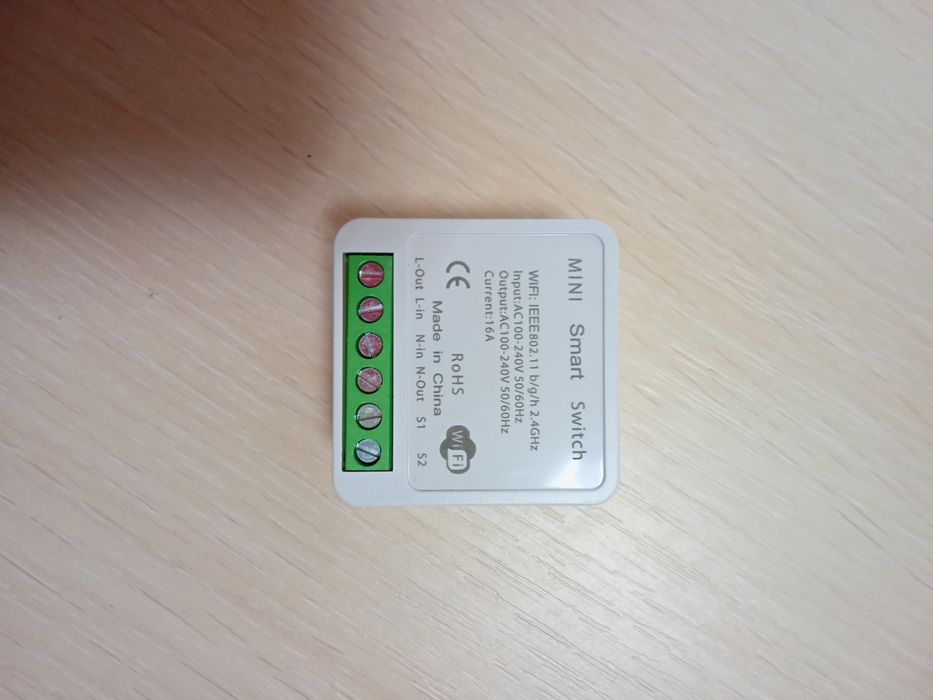 MINI Smart Switch
WIFI: IEEE802.11 b/g/h 2.4GHz
Input:AC100-240V 50/60Hz
Output:AC100-240V 50/60Hz
Current:16A
CE RoHS WiFi
Made in China
L-Out L-in N-in N-Out S1 S2